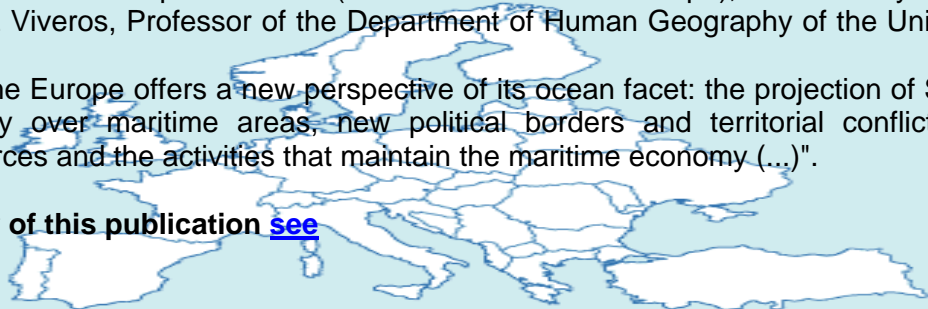 Viveros, Professor of the Department of Human Geography of the Uni
he Europe offers a new perspective of its ocean facet: the projection of S
y over maritime areas, new political borders and territorial conflict
rces and the activities that maintain the maritime economy (...)".
of this publication see